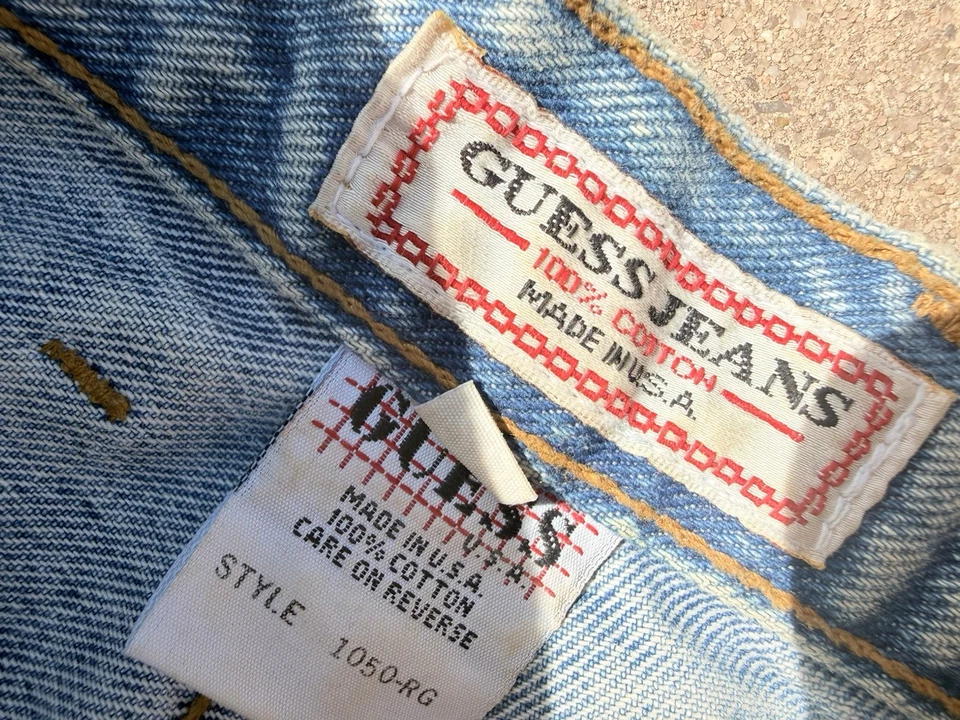 GUESS JEANS
100% COTTON
MADE IN U.S.A.
GUESS
U.S.A.
MADE IN U.S.A.
100% COTTON
CARE ON REVERSE
STYLE 1050-RG